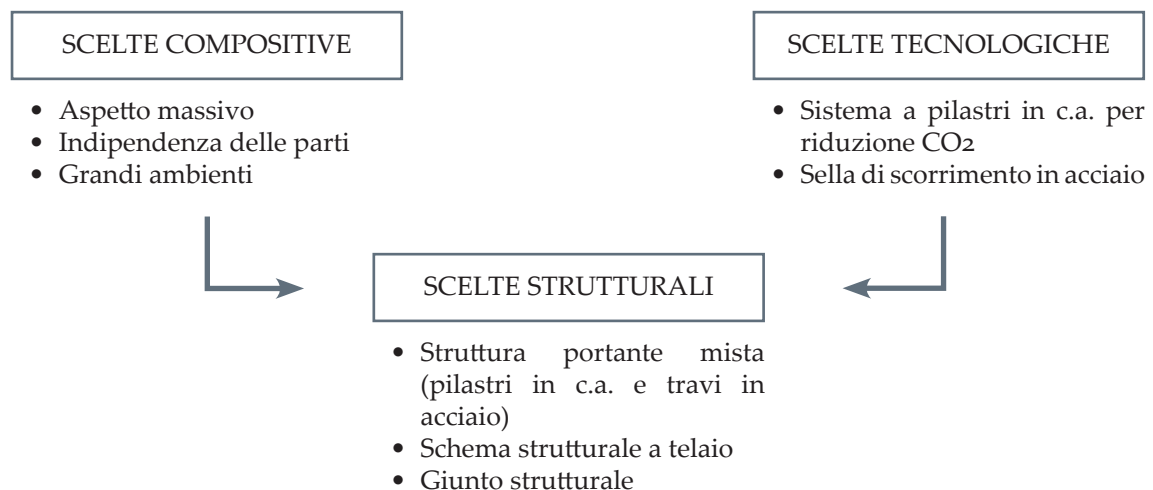 SCELTE COMPOSITIVE
• Aspetto massivo
• Indipendenza delle parti
• Grandi ambienti
SCELTE TECNOLOGICHE
• Sistema a pilastri in c.a. per
riduzione CO2
• Sella di scorrimento in acciaio
SCELTE STRUTTURALI
• Struttura portante mista
(pilastri in c.a. e travi in
acciaio)
• Schema strutturale a telaio
• Giunto strutturale